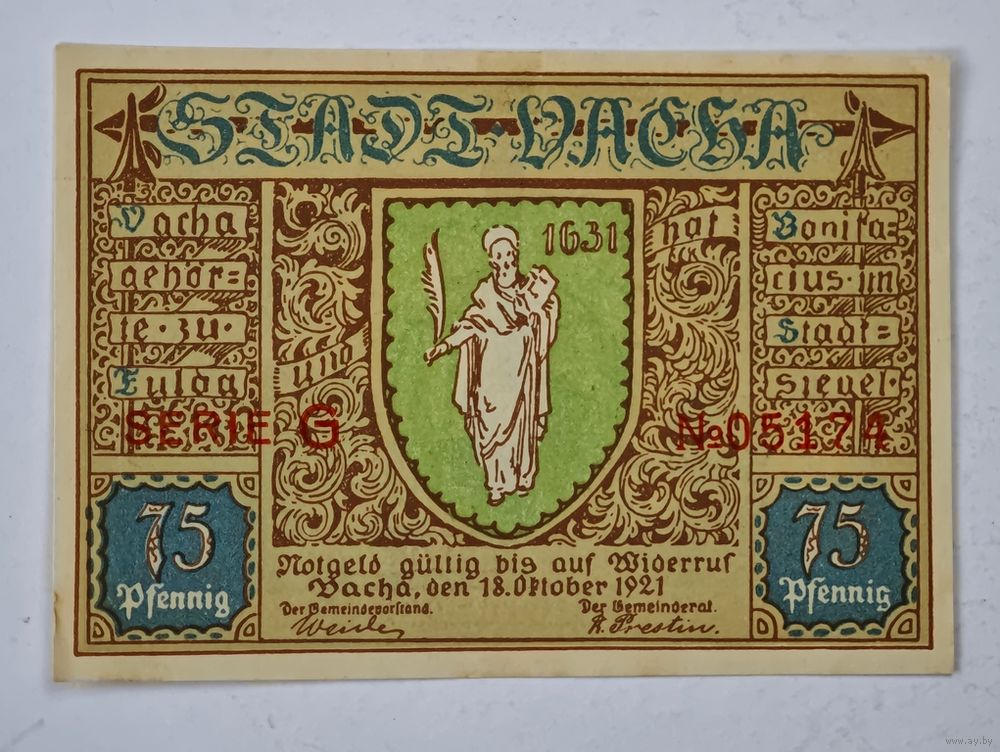 STADT·VACHA
Vacha
gehör=
te·zu·
Fulda
und
1631
hat
Bonifa=
cius·im
Stadt=
siegel·
SERIE G
№05174
75
Pfennig
Notgeld gültig bis auf Widerruf
Vacha, den 18. Oktober 1921
Der Gemeindevorstand.
Der Gemeinderat.
75
Pfennig
www.ay.by